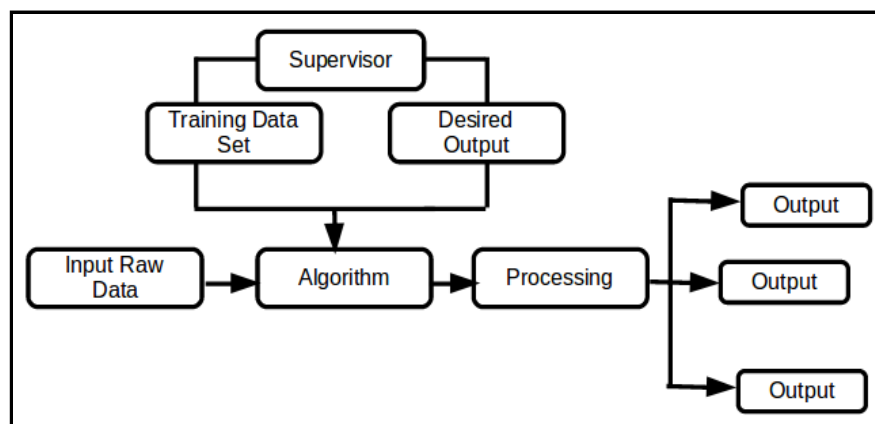 Supervisor
Training Data
Set
Desired
Output
Input Raw
Data
Algorithm
Processing
Output
Output
Output